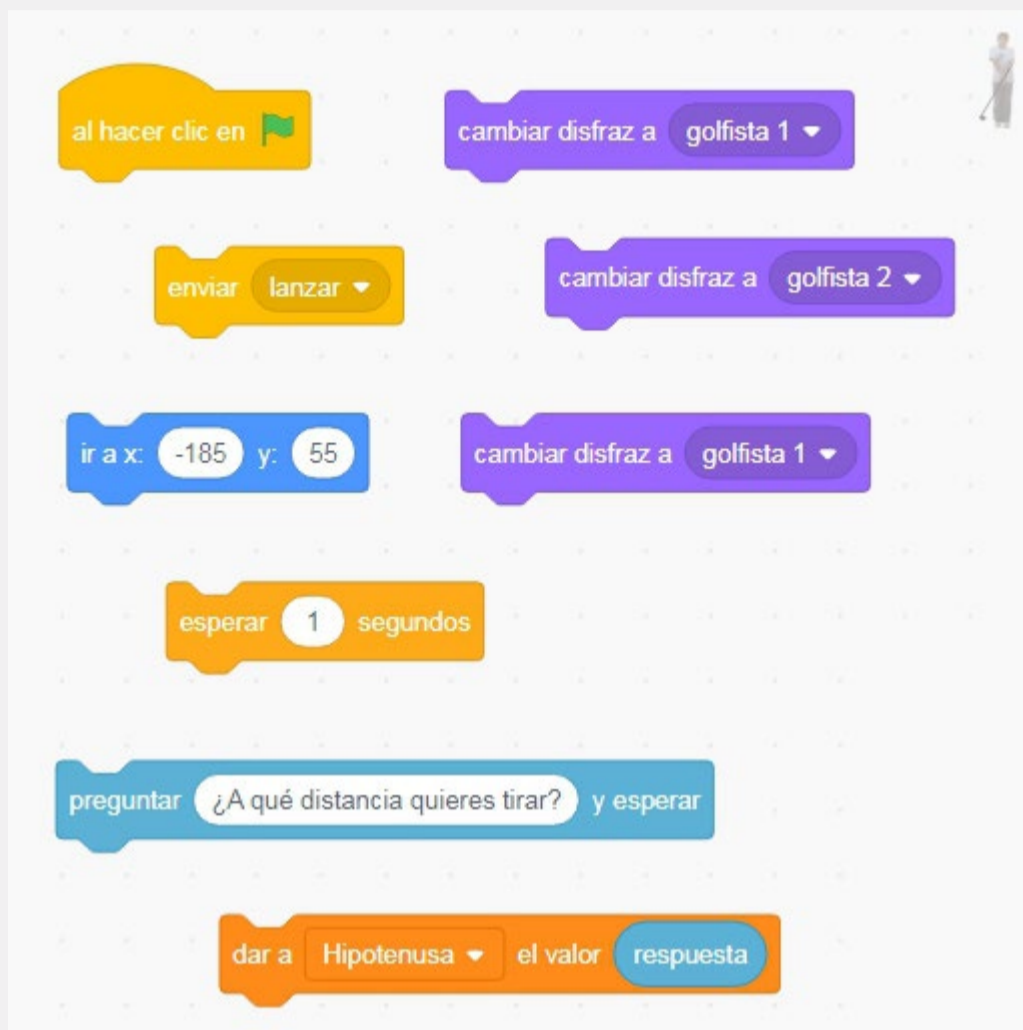 al hacer clic en
cambiar disfraz a golfista 1
enviar lanzar
cambiar disfraz a golfista 2
ir a x: -185 y: 55
cambiar disfraz a golfista 1
esperar 1 segundos
preguntar ¿A qué distancia quieres tirar? y esperar
dar a Hipotenusa el valor respuesta